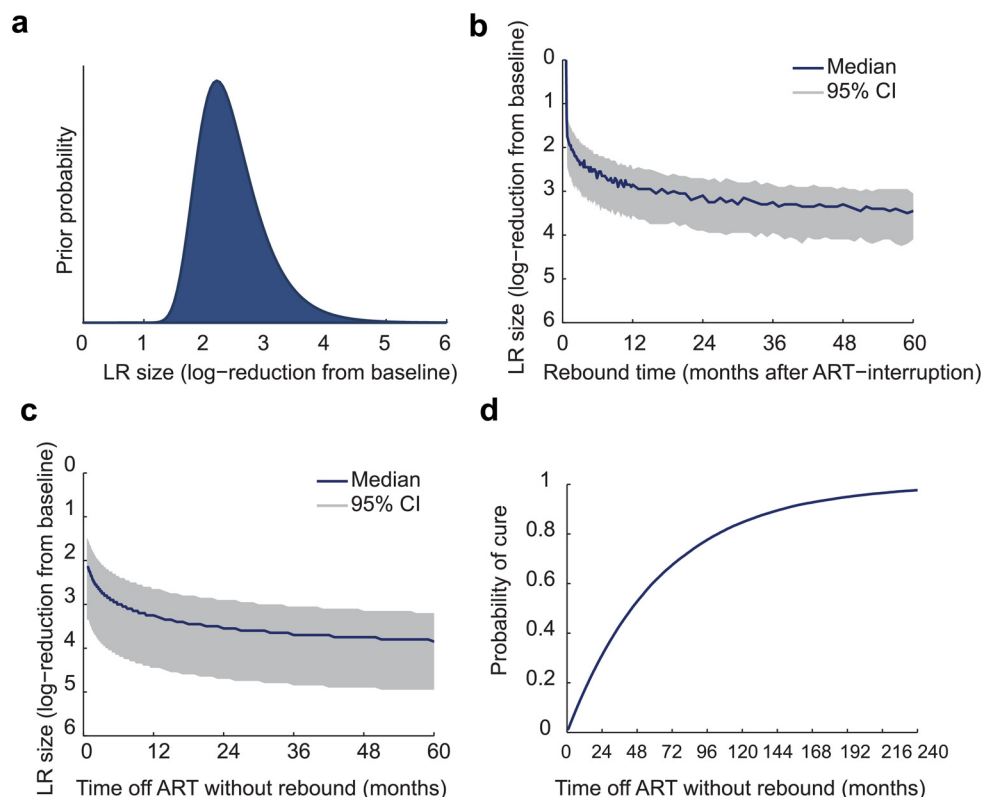 a
Prior probability
0 1 2 3 4 5 6
LR size (log−reduction from baseline)
b
LR size (log−reduction from baseline)
0
1
2
3
4
5
6
Median
95% CI
0 12 24 36 48 60
Rebound time (months after ART−interruption)
c
LR size (log−reduction from baseline)
0
1
2
3
4
5
6
Median
95% CI
0 12 24 36 48 60
Time off ART without rebound (months)
d
Probability of cure
1
0.8
0.6
0.4
0.2
0
0 24 48 72 96 120 144 168 192 216 240
Time off ART without rebound (months)